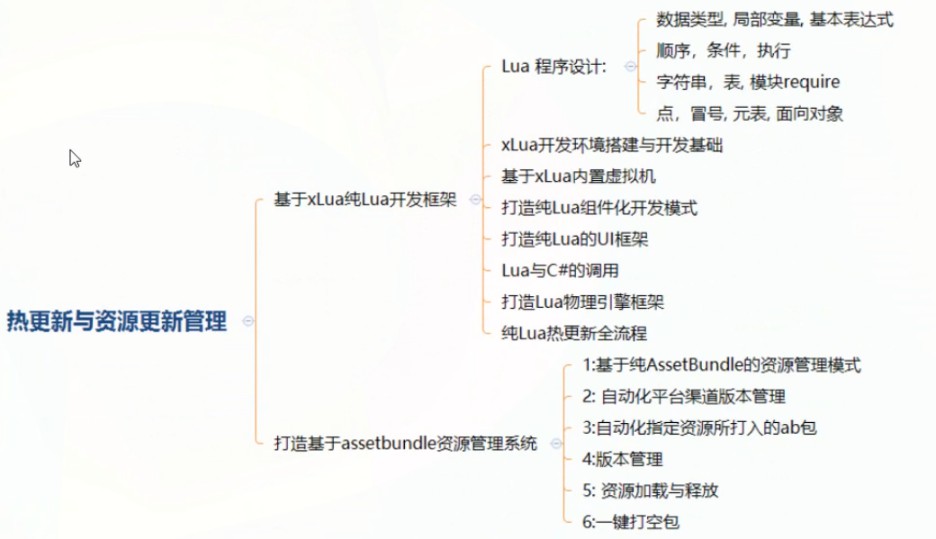 数据类型, 局部变量, 基本表达式
顺序，条件，执行
Lua 程序设计:
字符串，表, 模块require
点，冒号, 元表, 面向对象
xLua开发环境搭建与开发基础
基于xLua内置虚拟机
基于xLua纯Lua开发框架
打造纯Lua组件化开发模式
打造纯Lua的UI框架
Lua与C#的调用
打造Lua物理引擎框架
热更新与资源更新管理
纯Lua热更新全流程
1:基于纯AssetBundle的资源管理模式
2: 自动化平台渠道版本管理
3:自动化指定资源所打入的ab包
打造基于assetbundle资源管理系统
4:版本管理
5: 资源加载与释放
6:一键打空包